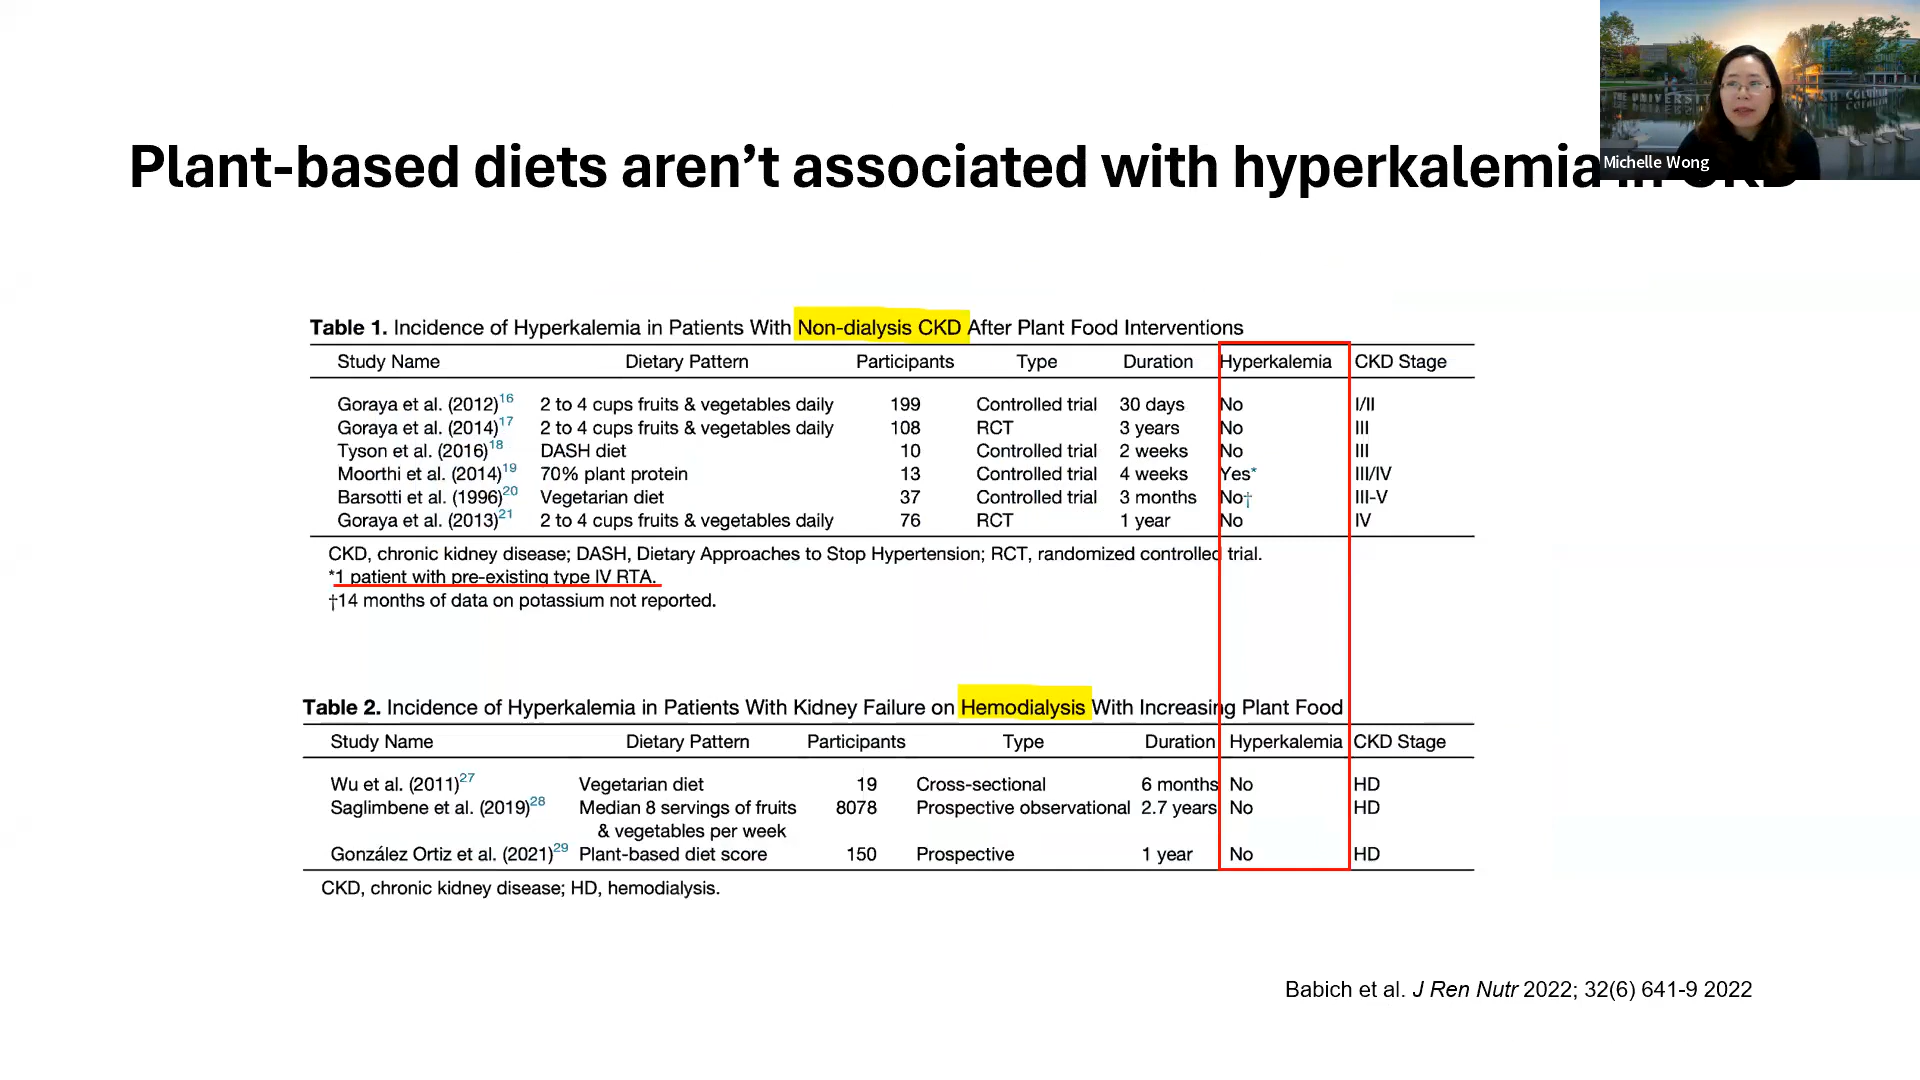 Plant-based diets aren’t associated with hyperkalemia in CKD
Michelle Wong
Table 1. Incidence of Hyperkalemia in Patients With Non-dialysis CKD After Plant Food Interventions
Study Name Dietary Pattern Participants Type Duration Hyperkalemia CKD Stage
Goraya et al. (2012)16 2 to 4 cups fruits & vegetables daily 199 Controlled trial 30 days No I/II
Goraya et al. (2014)17 2 to 4 cups fruits & vegetables daily 108 RCT 3 years No III
Tyson et al. (2016)18 DASH diet 10 Controlled trial 2 weeks No III
Moorthi et al. (2014)19 70% plant protein 13 Controlled trial 4 weeks Yes* III/IV
Barsotti et al. (1996)20 Vegetarian diet 37 Controlled trial 3 months No† III-V
Goraya et al. (2013)21 2 to 4 cups fruits & vegetables daily 76 RCT 1 year No IV
CKD, chronic kidney disease; DASH, Dietary Approaches to Stop Hypertension; RCT, randomized controlled trial.
*1 patient with pre-existing type IV RTA.
†14 months of data on potassium not reported.
Table 2. Incidence of Hyperkalemia in Patients With Kidney Failure on Hemodialysis With Increasing Plant Food
Study Name Dietary Pattern Participants Type Duration Hyperkalemia CKD Stage
Wu et al. (2011)27 Vegetarian diet 19 Cross-sectional 6 months No HD
Saglimbene et al. (2019)28 Median 8 servings of fruits 8078 Prospective observational 2.7 years No HD
& vegetables per week
González Ortiz et al. (2021)29 Plant-based diet score 150 Prospective 1 year No HD
CKD, chronic kidney disease; HD, hemodialysis.
Babich et al. J Ren Nutr 2022; 32(6) 641-9 2022